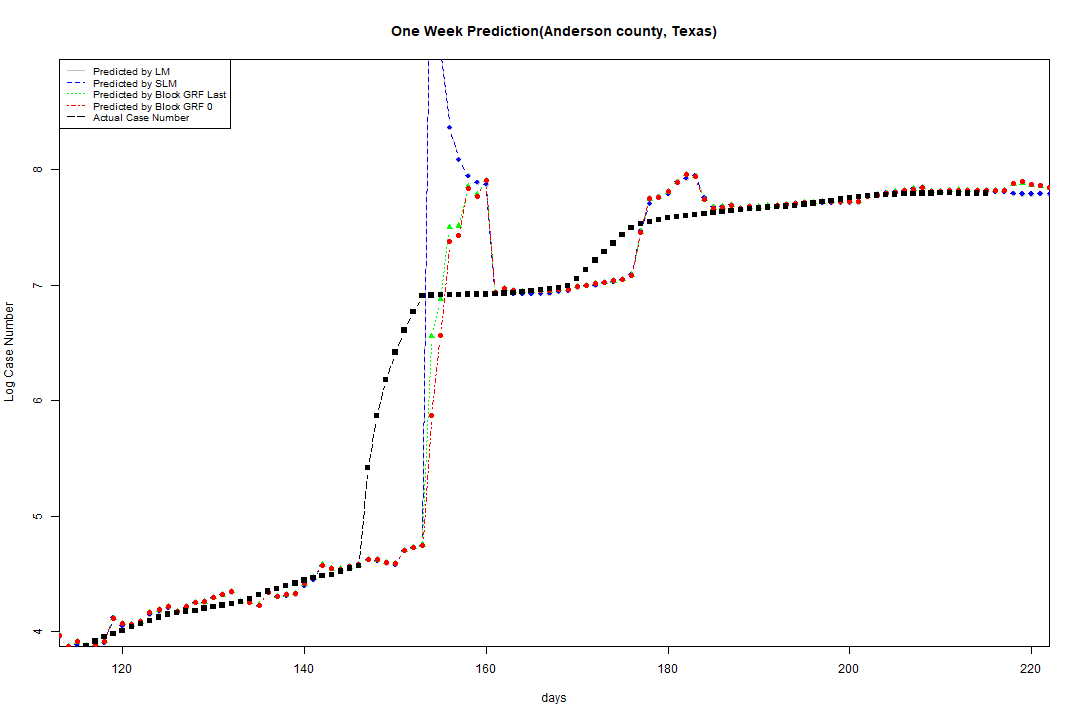 One Week Prediction(Anderson county, Texas)
Predicted by LM
Predicted by SLM
Predicted by Block GRF Last
Predicted by Block GRF 0
Actual Case Number
Log Case Number
8
7
6
5
4
120 140 160 180 200 220
days